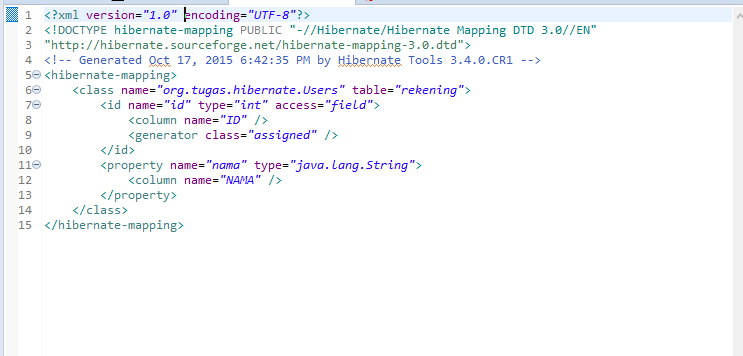 1 <?xml version="1.0" encoding="UTF-8"?>
2 <!DOCTYPE hibernate-mapping PUBLIC "-//Hibernate/Hibernate Mapping DTD 3.0//EN"
3 "http://hibernate.sourceforge.net/hibernate-mapping-3.0.dtd">
4 <!-- Generated Oct 17, 2015 6:42:35 PM by Hibernate Tools 3.4.0.CR1 -->
5 <hibernate-mapping>
6     <class name="org.tugas.hibernate.Users" table="rekening">
7         <id name="id" type="int" access="field">
8             <column name="ID" />
9             <generator class="assigned" />
10         </id>
11         <property name="nama" type="java.lang.String">
12             <column name="NAMA" />
13         </property>
14     </class>
15 </hibernate-mapping>